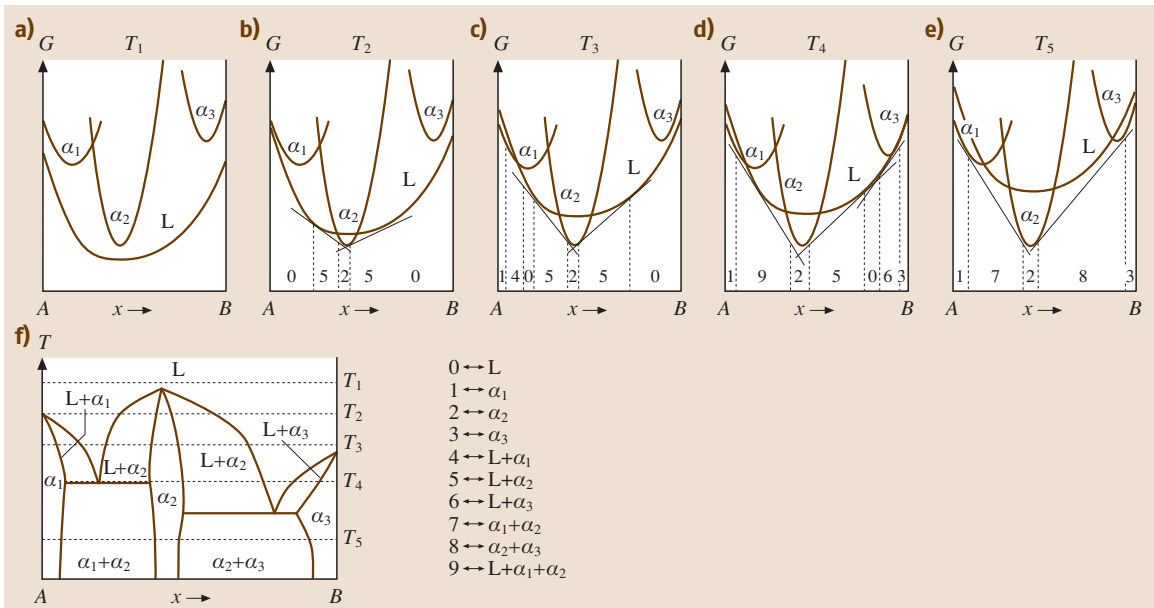 a) b) c) d) e)
G T₁ G T₂ G T₃ G T₄ G T₅
α₁ α₂ α₃ L
α₁ α₂ α₃ L
α₁ α₂ α₃ L
α₁ α₂ α₃ L
α₁ α₂ α₃ L
0 5 2 5 0
1 4 0 5 2 5 0
1 9 2 5 0 6 3
1 7 2 8 3
A x B A x B A x B A x B A x B
f) T
L
T₁
L+α₁
T₂
L+α₃
T₃
L+α₂ L+α₂
α₁ T₄
α₂
α₃
T₅
α₁+α₂ α₂+α₃
A x B
0 ↔ L
1 ↔ α₁
2 ↔ α₂
3 ↔ α₃
4 ↔ L+α₁
5 ↔ L+α₂
6 ↔ L+α₃
7 ↔ α₁+α₂
8 ↔ α₂+α₃
9 ↔ L+α₁+α₂